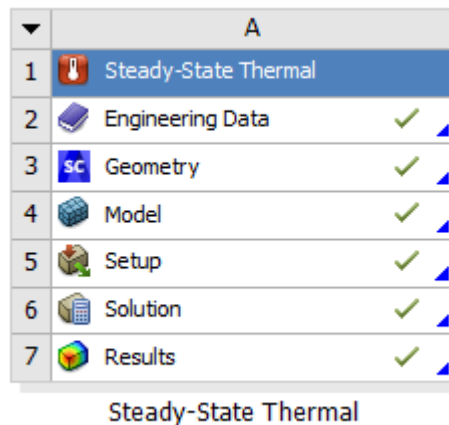 A
1 Steady-State Thermal
2 Engineering Data
3 SC Geometry
4 Model
5 Setup
6 Solution
7 Results
Steady-State Thermal